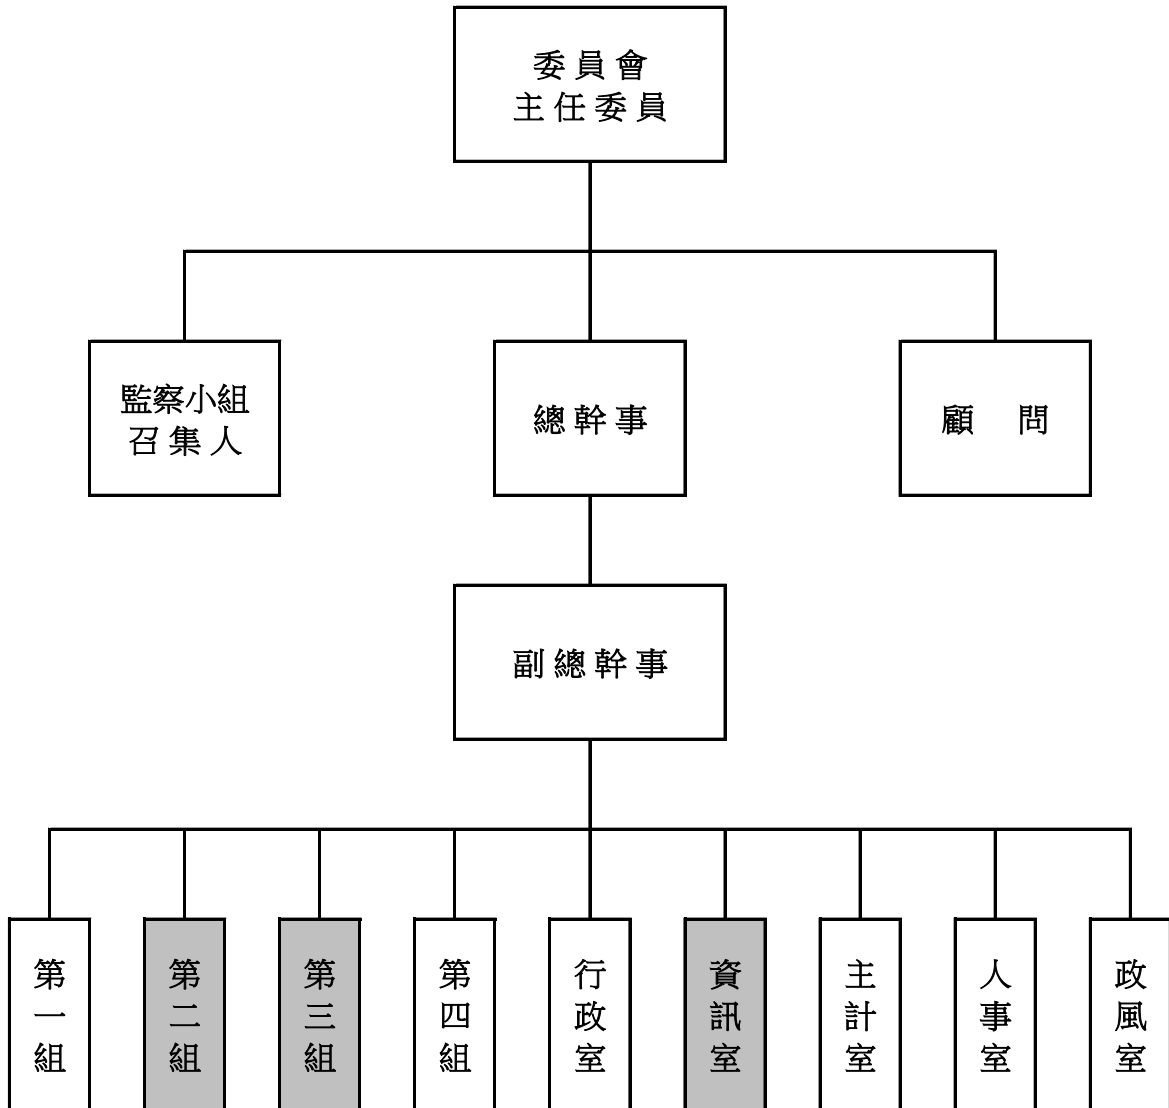 委員會
主任委員
監察小組
召集人
總幹事
顧問
副總幹事
第一組
第二組
第三組
第四組
行政室
資訊室
主計室
人事室
政風室